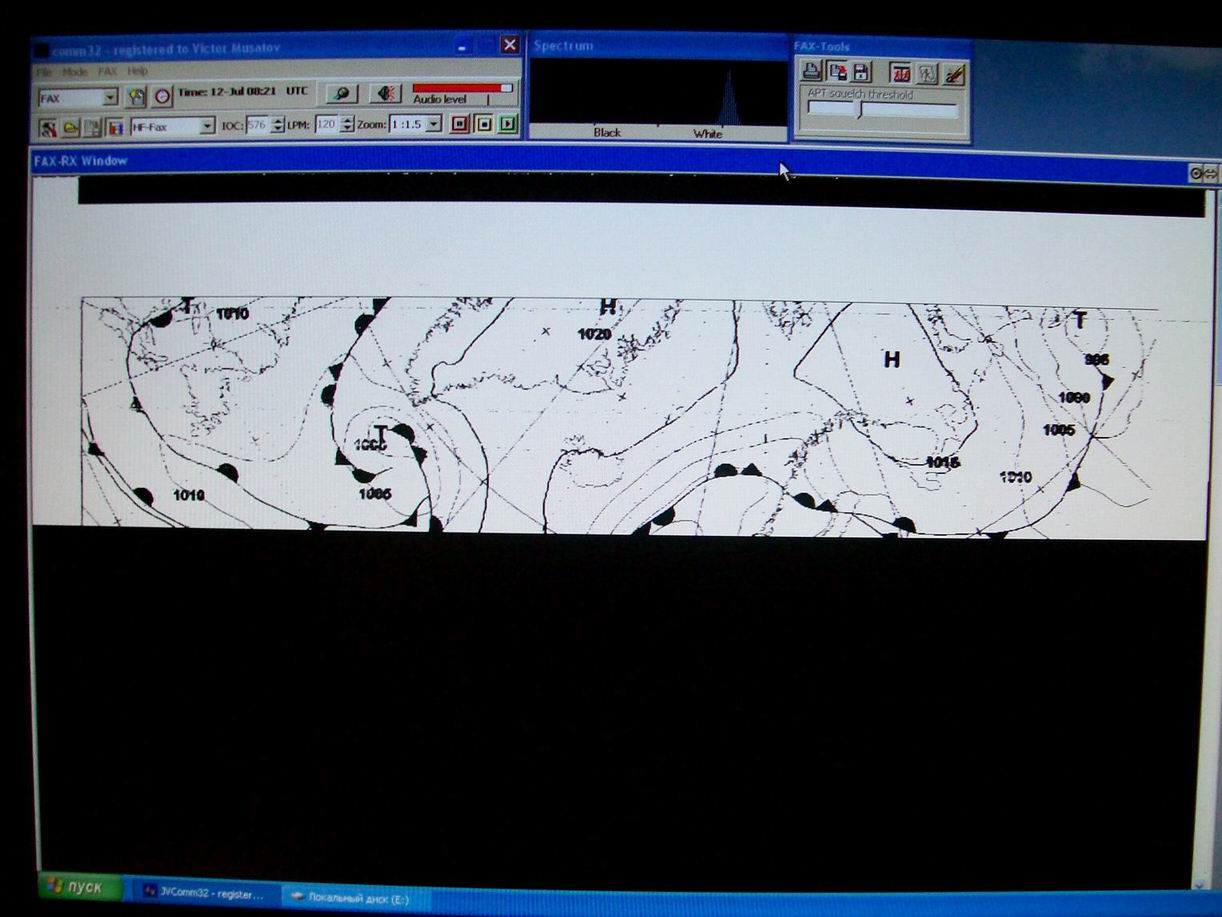 comm32 - registered to Victor Musatov
Spectrum
FAX-Tools
File Mode FAX Help
FAX
Time: 12-Jul 08:21 UTC
Audio level
APT squelch threshold
HF-Fax
IOC: 576
LPM: 120
Zoom: 1 :1.5
Black White
FAX-RX Window
T
1010
H
1020
T
H
995
1000
T
1005
1005
1015
1010
1010
пуск
JVComm32 - register...
Локальный диск (E:)